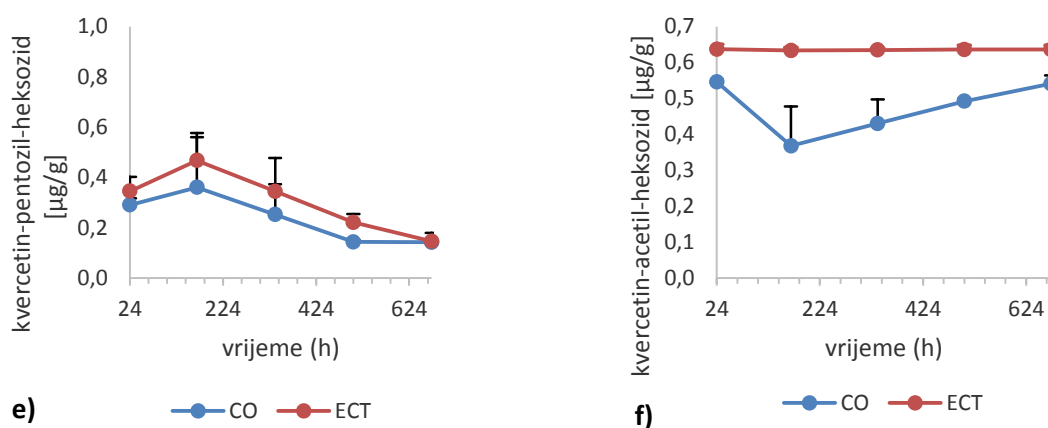 kvercetin-pentozil-heksozid
[µg/g]
1,0
0,8
0,6
0,4
0,2
0,0
24
224
424
624
vrijeme (h)
e)
CO
ECT
kvercetin-acetil-heksozid [µg/g]
0,7
0,6
0,5
0,4
0,3
0,2
0,1
0,0
24
224
424
624
vrijeme (h)
f)
CO
ECT